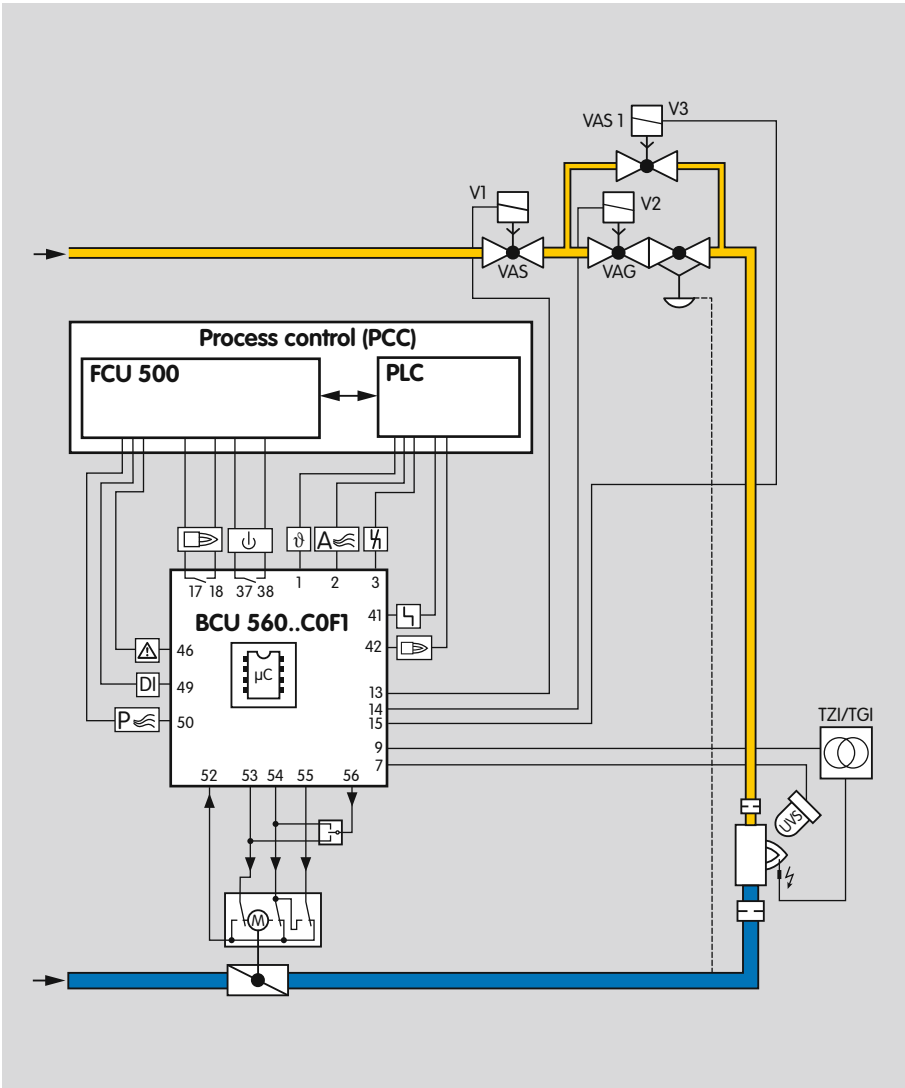 V3
VAS 1
V1
V2
VAS
VAG
Process control (PCC)
FCU 500
PLC
ϑ
A
17 18
37 38
1
2
3
BCU 560..C0F1
41
42
µC
46
DI
49
P
50
13
14
15
9
7
TZI/TGI
52
53
54
55
56
UVS
M